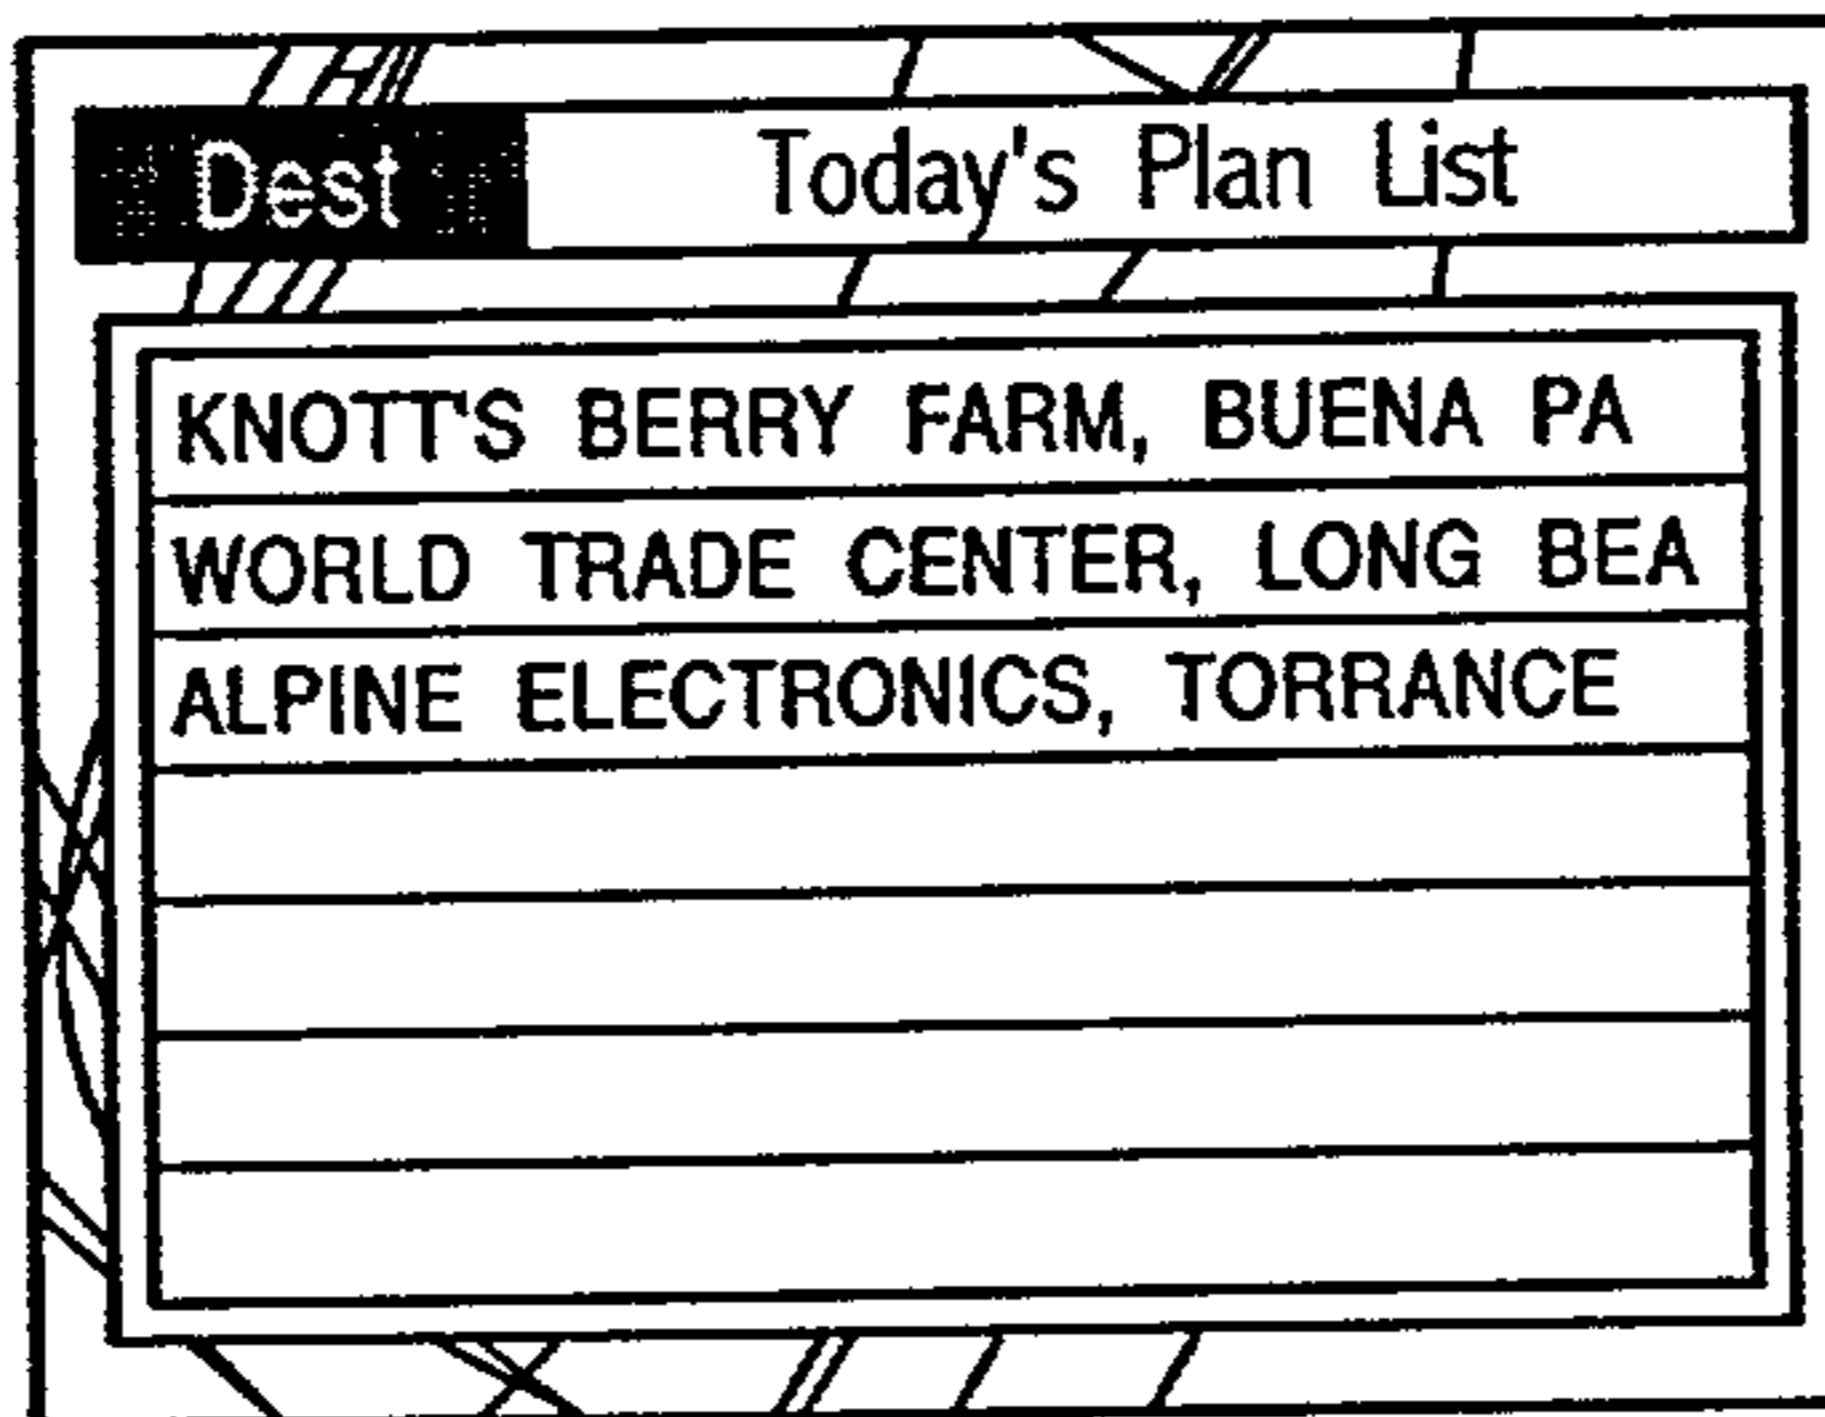 Dest Today's Plan List
KNOTT'S BERRY FARM, BUENA PA
WORLD TRADE CENTER, LONG BEA
ALPINE ELECTRONICS, TORRANCE